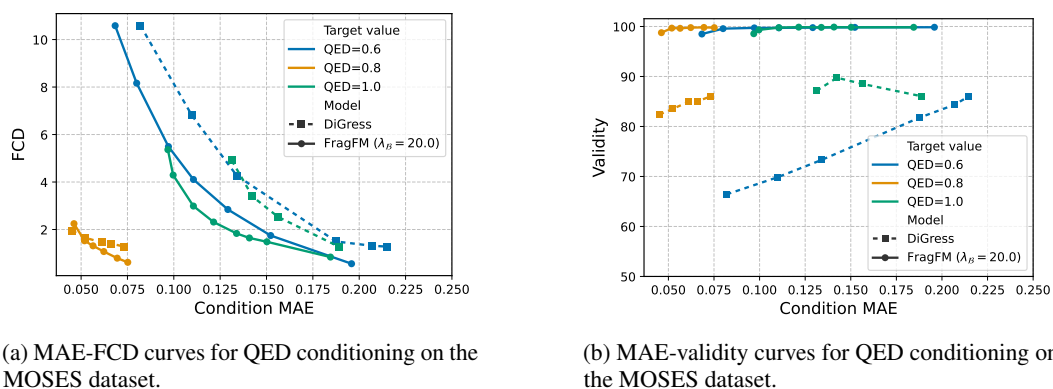 10
8
6
4
2
FCD
0.050 0.075 0.100 0.125 0.150 0.175 0.200 0.225 0.250
Condition MAE
Target value
QED=0.6
QED=0.8
QED=1.0
Model
DiGress
FragFM (λ_B = 20.0)
100
90
80
70
60
50
Validity
0.050 0.075 0.100 0.125 0.150 0.175 0.200 0.225 0.250
Condition MAE
Target value
QED=0.6
QED=0.8
QED=1.0
Model
DiGress
FragFM (λ_B = 20.0)
(a) MAE-FCD curves for QED conditioning on the
MOSES dataset.
(b) MAE-validity curves for QED conditioning on
the MOSES dataset.